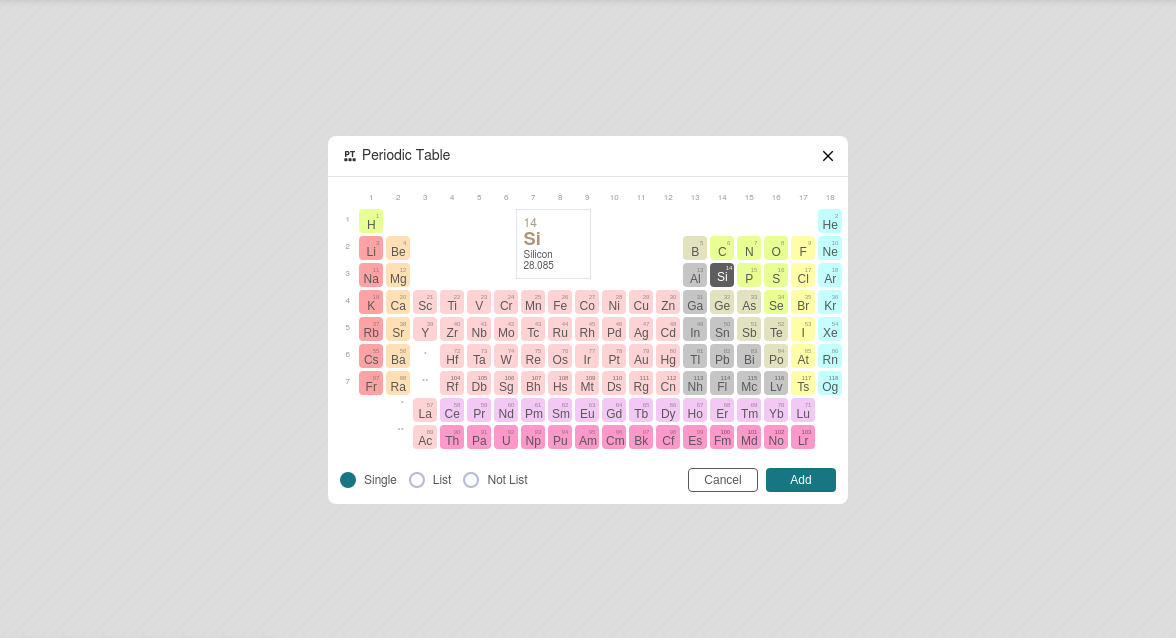 PT Periodic Table
1 2 3 4 5 6 7 8 9 10 11 12 13 14 15 16 17 18
14
Si
Silicon
28.085
1 1 H 2 He
2 3 Li 4 Be 5 B 6 C 7 N 8 O 9 F 10 Ne
3 11 Na 12 Mg 13 Al 14 Si 15 P 16 S 17 Cl 18 Ar
4 19 K 20 Ca 21 Sc 22 Ti 23 V 24 Cr 25 Mn 26 Fe 27 Co 28 Ni 29 Cu 30 Zn 31 Ga 32 Ge 33 As 34 Se 35 Br 36 Kr
5 37 Rb 38 Sr 39 Y 40 Zr 41 Nb 42 Mo 43 Tc 44 Ru 45 Rh 46 Pd 47 Ag 48 Cd 49 In 50 Sn 51 Sb 52 Te 53 I 54 Xe
6 55 Cs 56 Ba * 72 Hf 73 Ta 74 W 75 Re 76 Os 77 Ir 78 Pt 79 Au 80 Hg 81 Tl 82 Pb 83 Bi 84 Po 85 At 86 Rn
7 87 Fr 88 Ra ** 104 Rf 105 Db 106 Sg 107 Bh 108 Hs 109 Mt 110 Ds 111 Rg 112 Cn 113 Nh 114 Fl 115 Mc 116 Lv 117 Ts 118 Og
* 57 La 58 Ce 59 Pr 60 Nd 61 Pm 62 Sm 63 Eu 64 Gd 65 Tb 66 Dy 67 Ho 68 Er 69 Tm 70 Yb 71 Lu
** 89 Ac 90 Th 91 Pa 92 U 93 Np 94 Pu 95 Am 96 Cm 97 Bk 98 Cf 99 Es 100 Fm 101 Md 102 No 103 Lr
Single List Not List Cancel Add